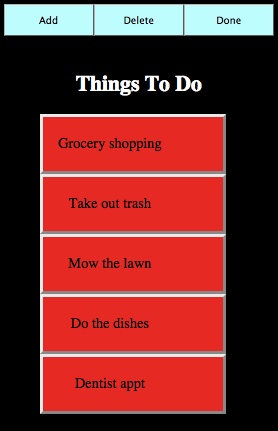 Add Delete Done
Things To Do
Grocery shopping
Take out trash
Mow the lawn
Do the dishes
Dentist appt